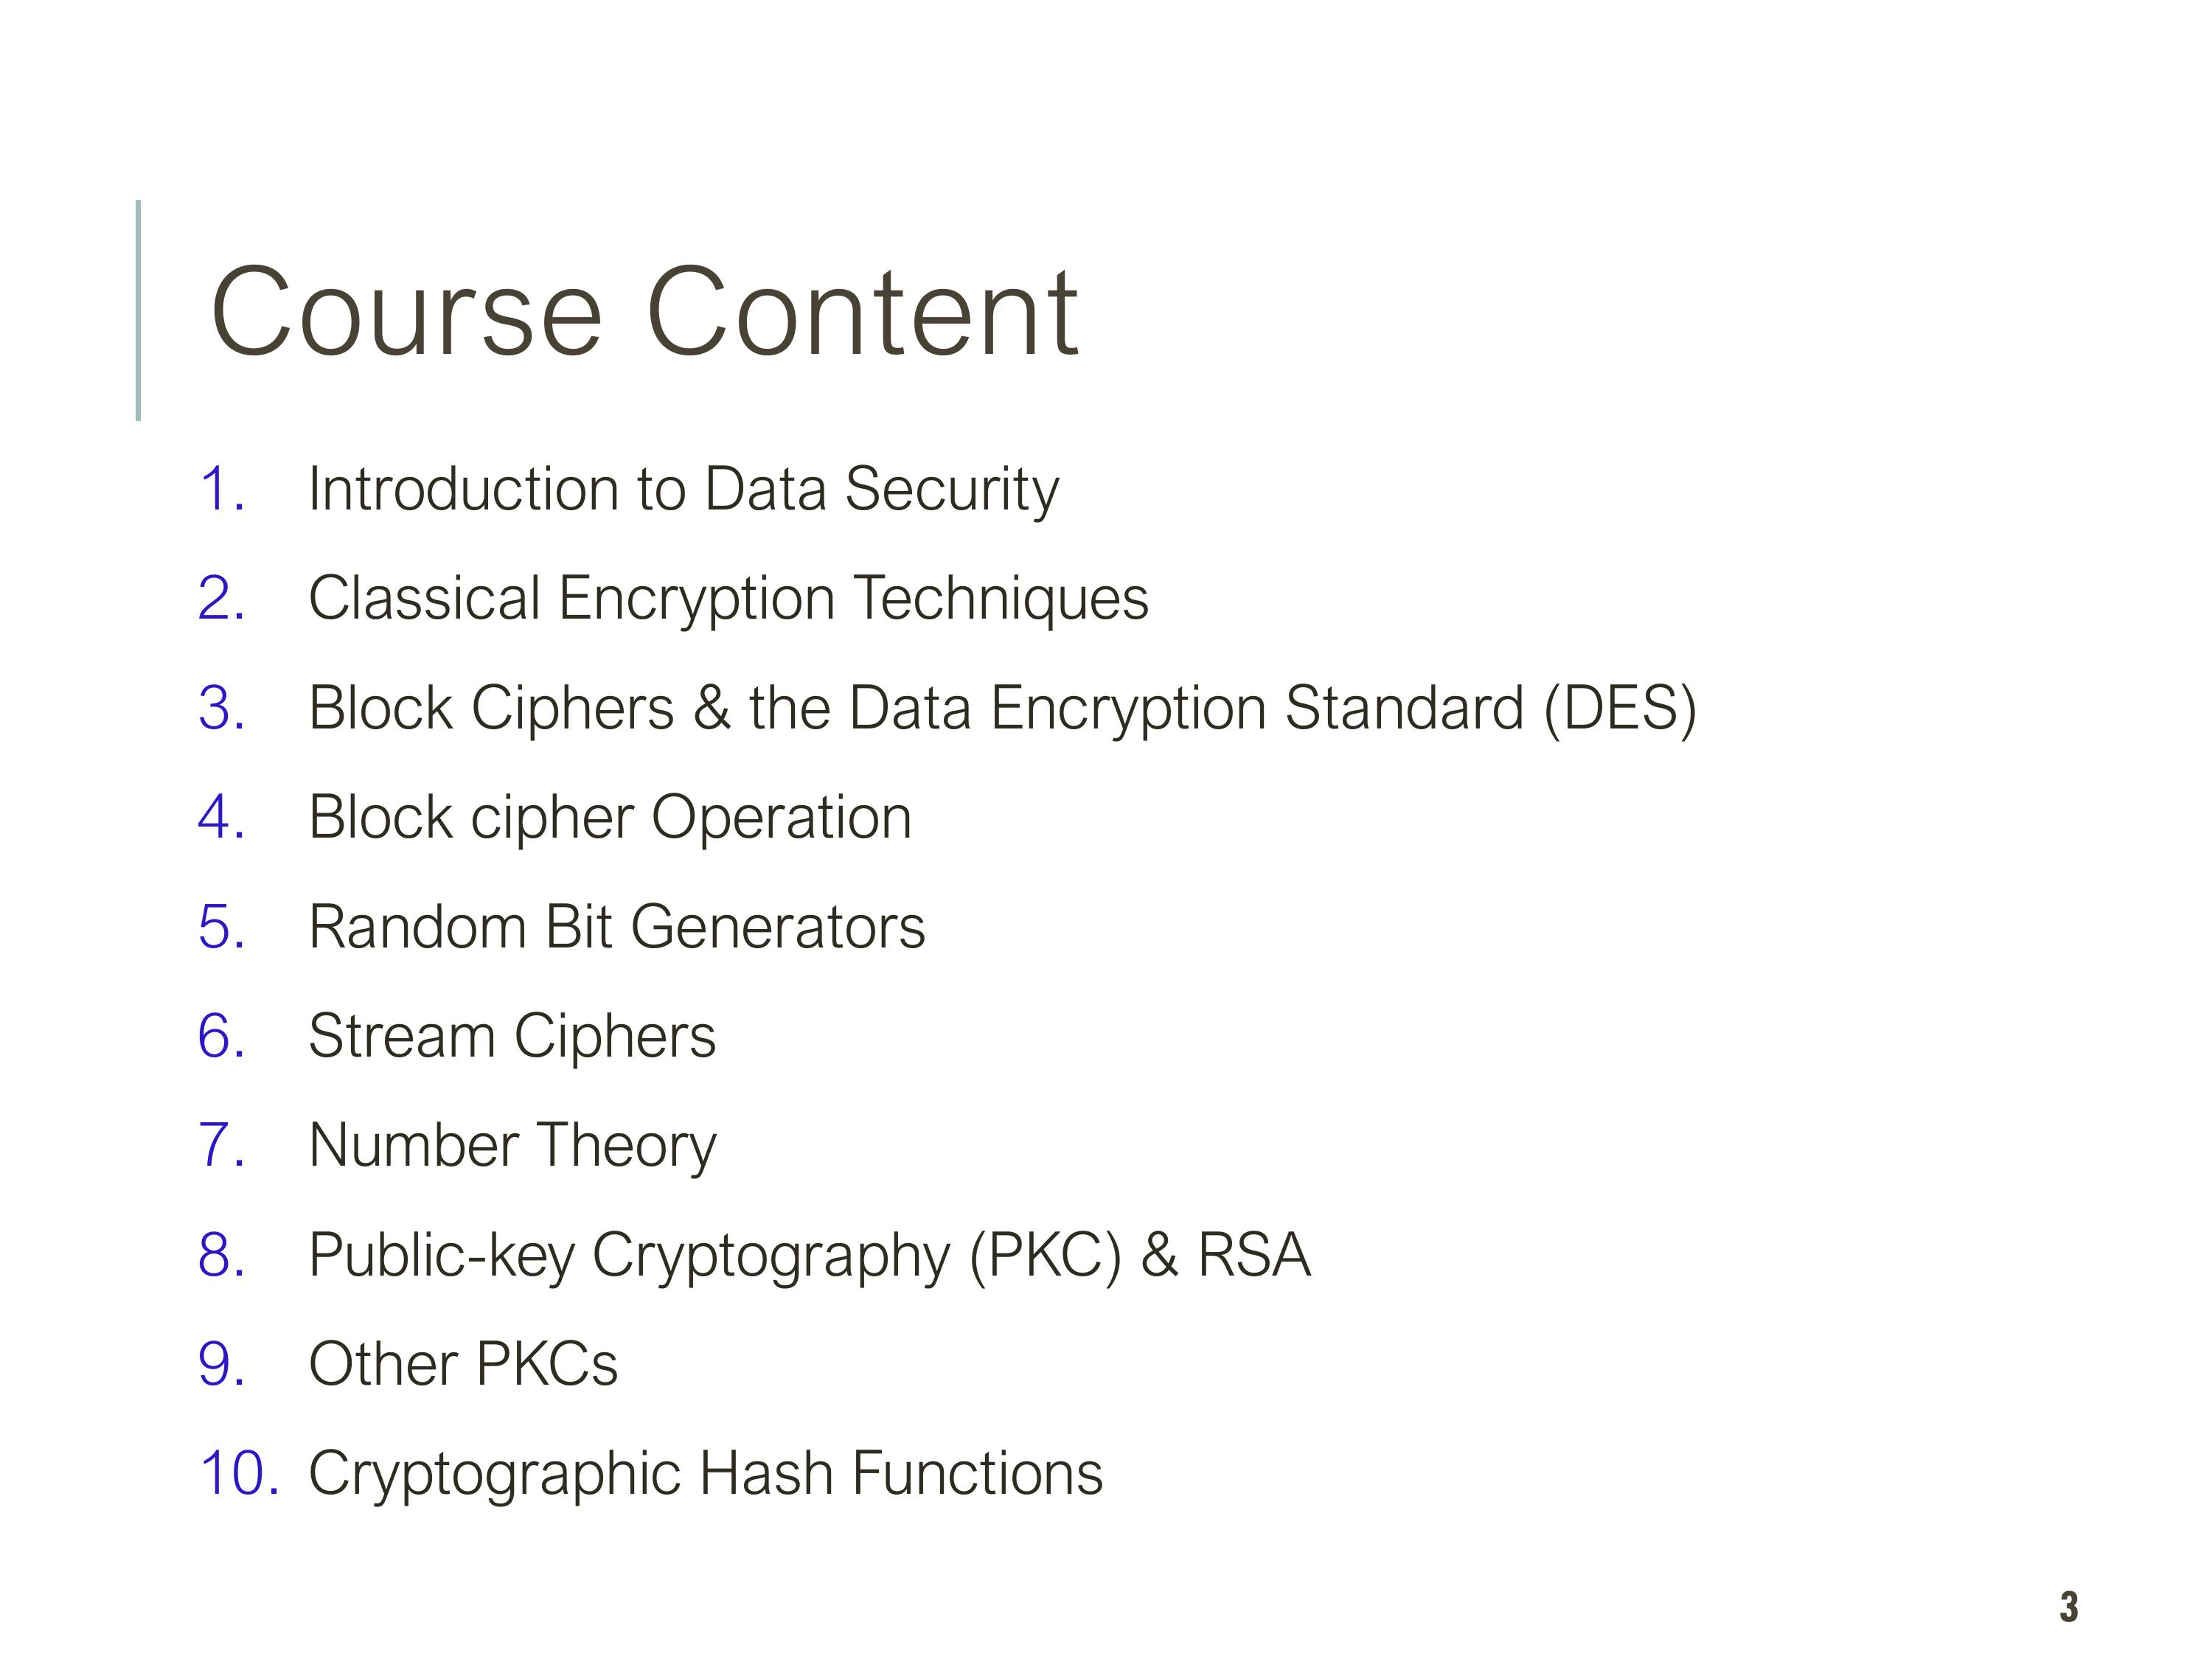 Course Content
1. Introduction to Data Security
2. Classical Encryption Techniques
3. Block Ciphers & the Data Encryption Standard (DES)
4. Block cipher Operation
5. Random Bit Generators
6. Stream Ciphers
7. Number Theory
8. Public-key Cryptography (PKC) & RSA
9. Other PKCs
10. Cryptographic Hash Functions
3